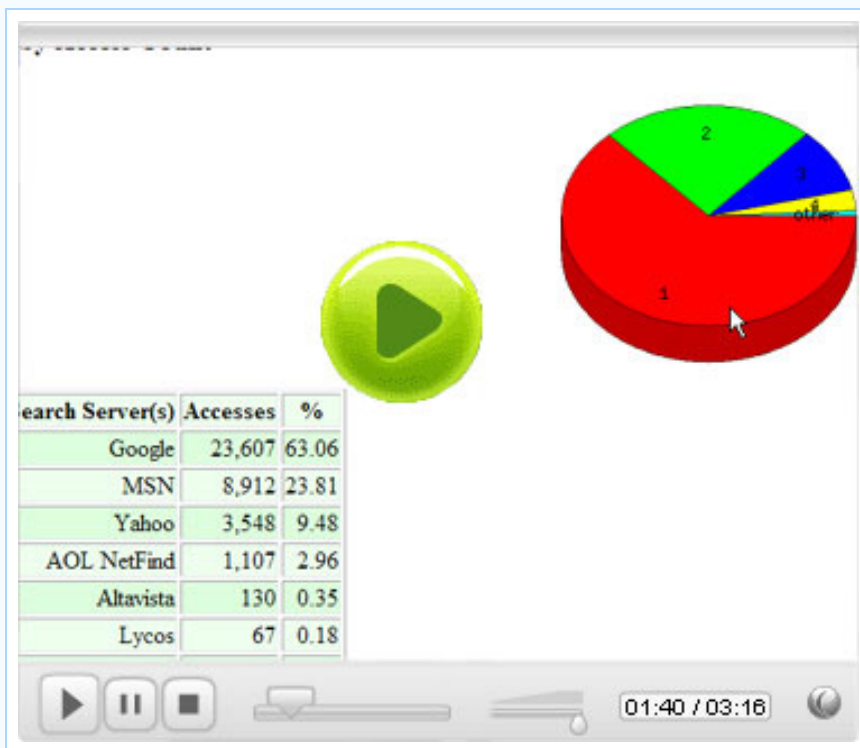 2
3
4
other
1
Search Server(s) Accesses %
Google 23,607 63.06
MSN 8,912 23.81
Yahoo 3,548 9.48
AOL NetFind 1,107 2.96
Altavista 130 0.35
Lycos 67 0.18
01:40 / 03:16